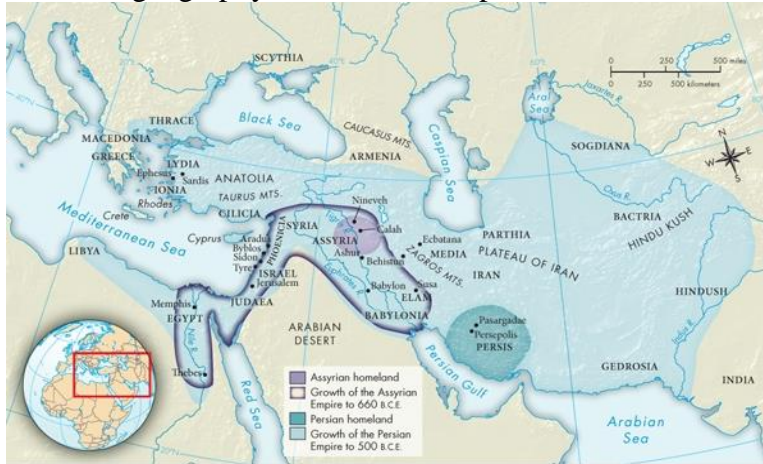 SCYTHIA
0 250 500 miles
0 250 500 kilometers
Black Sea
Aral Sea
Jaxartes R.
THRACE
MACEDONIA
GREECE
CAUCASUS MTS.
Caspian Sea
SOGDIANA
N
W E
S
LYDIA
Ephesus
Sardis
IONIA
ANATOLIA
ARMENIA
Oxus R.
Rhodes
TAURUS MTS.
Nineveh
BACTRIA
HINDU KUSH
Crete
CILICIA
Mediterranean Sea
Cyprus
SYRIA
Tigris R.
Calah
PARTHIA
Aradus
Byblos
Sidon
Tyre
PHOENICIA
ASSYRIA
Ashur
Ecbatana
MEDIA
Behistun
ZAGROS MTS.
PLATEAU OF IRAN
IRAN
LIBYA
ISRAEL
Jerusalem
JUDAEA
Euphrates R.
Babylon
Susa
ELAM
HINDUSH
Memphis
EGYPT
BABYLONIA
ARABIAN DESERT
Pasargadae
Persepolis
PERSIS
Indus R.
Nile R.
Thebes
Persian Gulf
GEDROSIA
INDIA
Red Sea
Arabian Sea
Assyrian homeland
Growth of the Assyrian
Empire to 660 B.C.E.
Persian homeland
Growth of the Persian
Empire to 500 B.C.E.